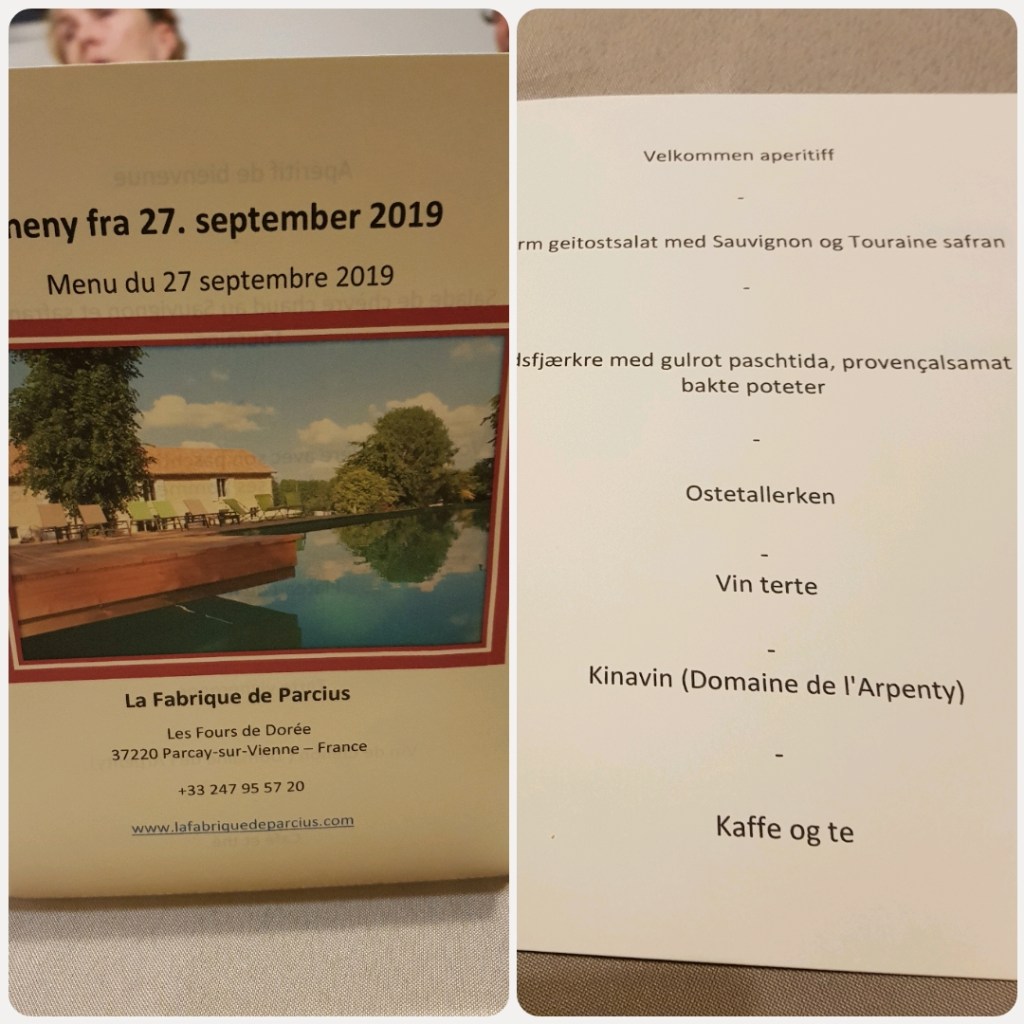 meny fra 27. september 2019
Menu du 27 septembre 2019
La Fabrique de Parcius
Les Fours de Dorée
37220 Parcay-sur-Vienne – France
+33 247 95 57 20
www.lafabriquedeparcius.com
Velkommen aperitiff
-
rm geitostsalat med Sauvignon og Touraine safran
-
dsfjærkre med gulrot paschtida, provençalsamat
bakte poteter
-
Ostetallerken
-
Vin terte
-
Kinavin (Domaine de l'Arpenty)
-
Kaffe og te